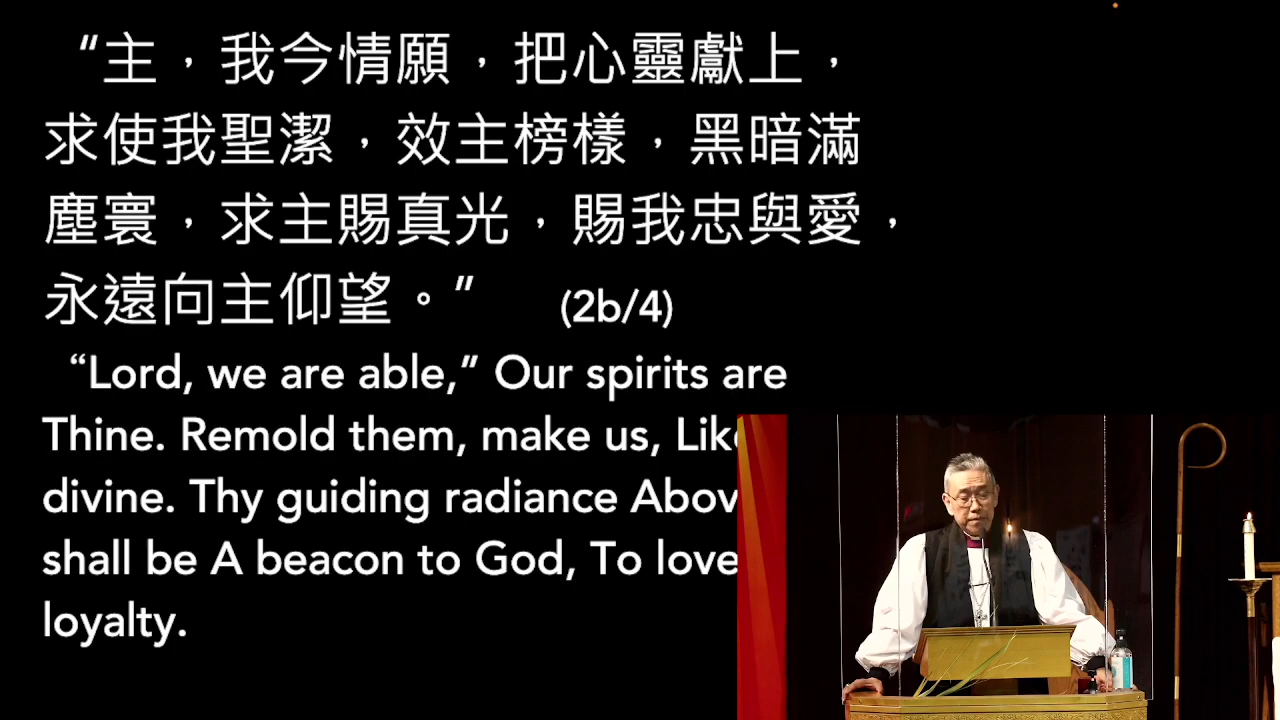 “主，我今情願，把心靈獻上，
求使我聖潔，效主榜樣，黑暗滿
塵寰，求主賜真光，賜我忠與愛，
永遠向主仰望。” (2b/4)
“Lord, we are able,” Our spirits are
Thine. Remold them, make us,
divine. Thy guiding radiance
shall be A beacon to God, To love
loyalty.